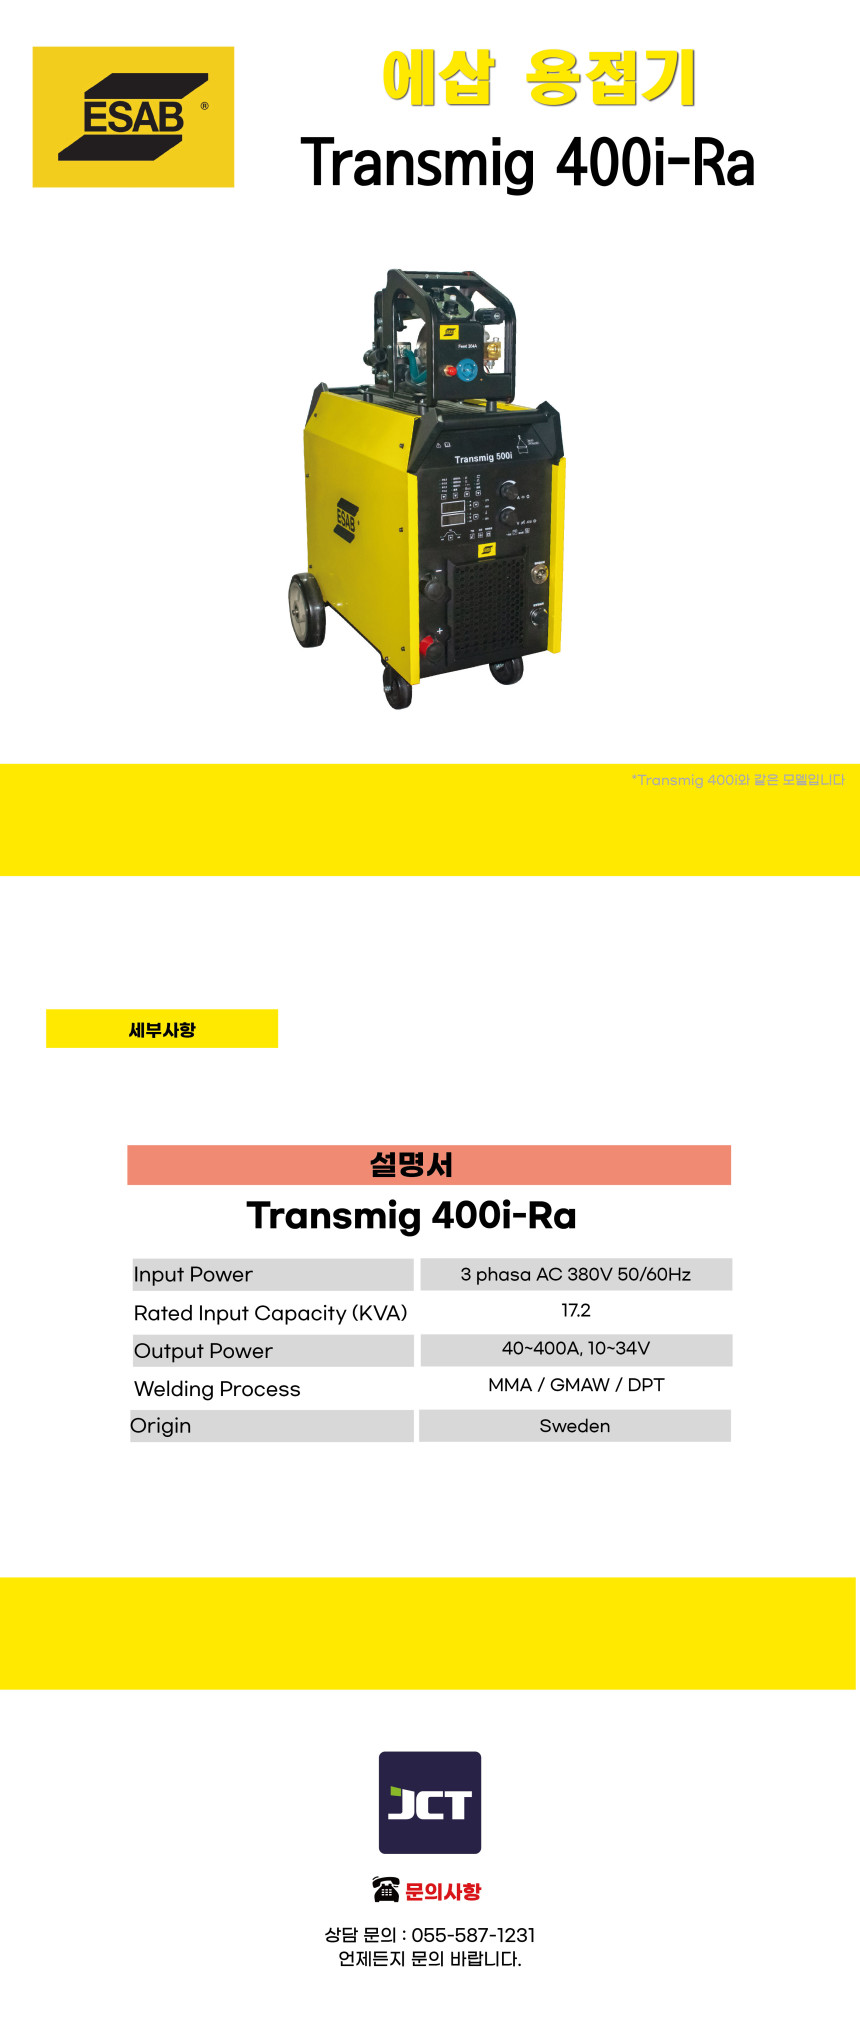 ESAB®
에삽 용접기
Transmig 400i-Ra
Feed 304A
Transmig 500i
ESAB
*Transmig 400i와 같은 모델입니다
세부사항
설명서
Transmig 400i-Ra
Input Power 3 phasa AC 380V 50/60Hz
Rated Input Capacity (KVA) 17.2
Output Power 40~400A, 10~34V
Welding Process MMA / GMAW / DPT
Origin Sweden
JCT
문의사항
상담 문의 : 055-587-1231
언제든지 문의 바랍니다.